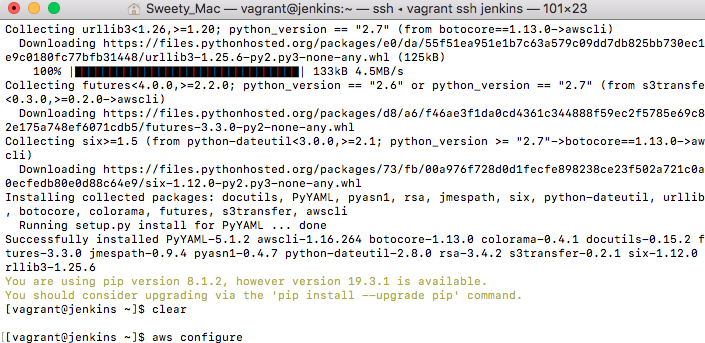 Sweety_Mac — vagrant@jenkins:~ — ssh ◂ vagrant ssh jenkins — 101×23
Collecting urllib3<1.26,>=1.20; python_version == "2.7" (from botocore==1.13.0->awscli)
  Downloading https://files.pythonhosted.org/packages/e0/da/55f51ea951e1b7c63a579c09dd7db825bb730ec1
e9c0180fc77bfb31448/urllib3-1.25.6-py2.py3-none-any.whl (125kB)
    100% |████████████████████████████████| 133kB 4.5MB/s
Collecting futures<4.0.0,>=2.2.0; python_version == "2.6" or python_version == "2.7" (from s3transfe
<0.3.0,>=0.2.0->awscli)
  Downloading https://files.pythonhosted.org/packages/d8/a6/f46ae3f1da0cd4361c344888f59ec2f5785e69c8
2e175a748ef6071cdb5/futures-3.3.0-py2-none-any.whl
Collecting six>=1.5 (from python-dateutil<3.0.0,>=2.1; python_version >= "2.7"->botocore==1.13.0->aw
cli)
  Downloading https://files.pythonhosted.org/packages/73/fb/00a976f728d0d1fecfe898238ce23f502a721c0a
0ecfedb80e0d88c64e9/six-1.12.0-py2.py3-none-any.whl
Installing collected packages: docutils, PyYAML, pyasn1, rsa, jmespath, six, python-dateutil, urllib
, botocore, colorama, futures, s3transfer, awscli
  Running setup.py install for PyYAML ... done
Successfully installed PyYAML-5.1.2 awscli-1.16.264 botocore-1.13.0 colorama-0.4.1 docutils-0.15.2 f
tures-3.3.0 jmespath-0.9.4 pyasn1-0.4.7 python-dateutil-2.8.0 rsa-3.4.2 s3transfer-0.2.1 six-1.12.0
rllib3-1.25.6
You are using pip version 8.1.2, however version 19.3.1 is available.
You should consider upgrading via the 'pip install --upgrade pip' command.
[vagrant@jenkins ~]$ clear
[[vagrant@jenkins ~]$ aws configure